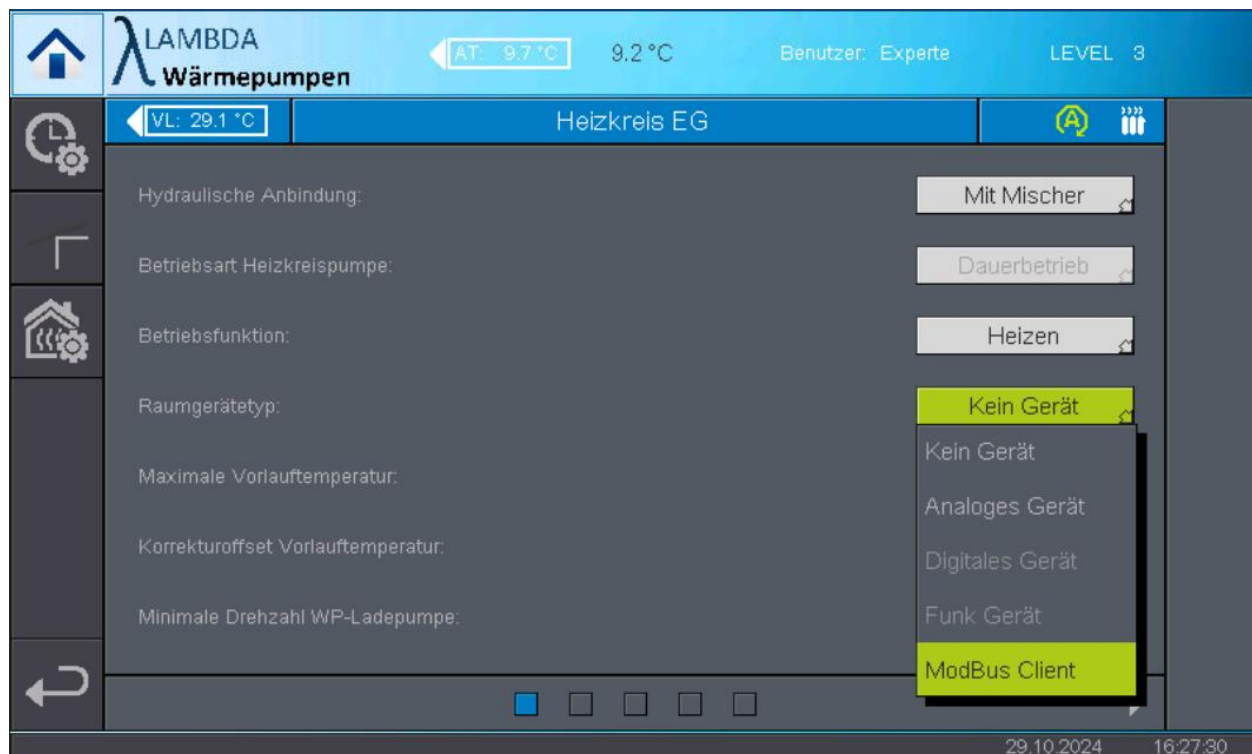 LAMBDA
Wärmepumpen
AT: 9.7 °C
9.2 °C
Benutzer: Experte
LEVEL 3
VL: 29.1 °C
Heizkreis EG
A
Hydraulische Anbindung:
Mit Mischer
Betriebsart Heizkreispumpe:
Dauerbetrieb
Betriebsfunktion:
Heizen
Raumgerätetyp:
Kein Gerät
Kein Gerät
Analoges Gerät
Digitales Gerät
Funk Gerät
ModBus Client
Maximale Vorlauftemperatur:
Korrekturoffset Vorlauftemperatur:
Minimale Drehzahl WP-Ladepumpe:
29.10.2024 16:27:30